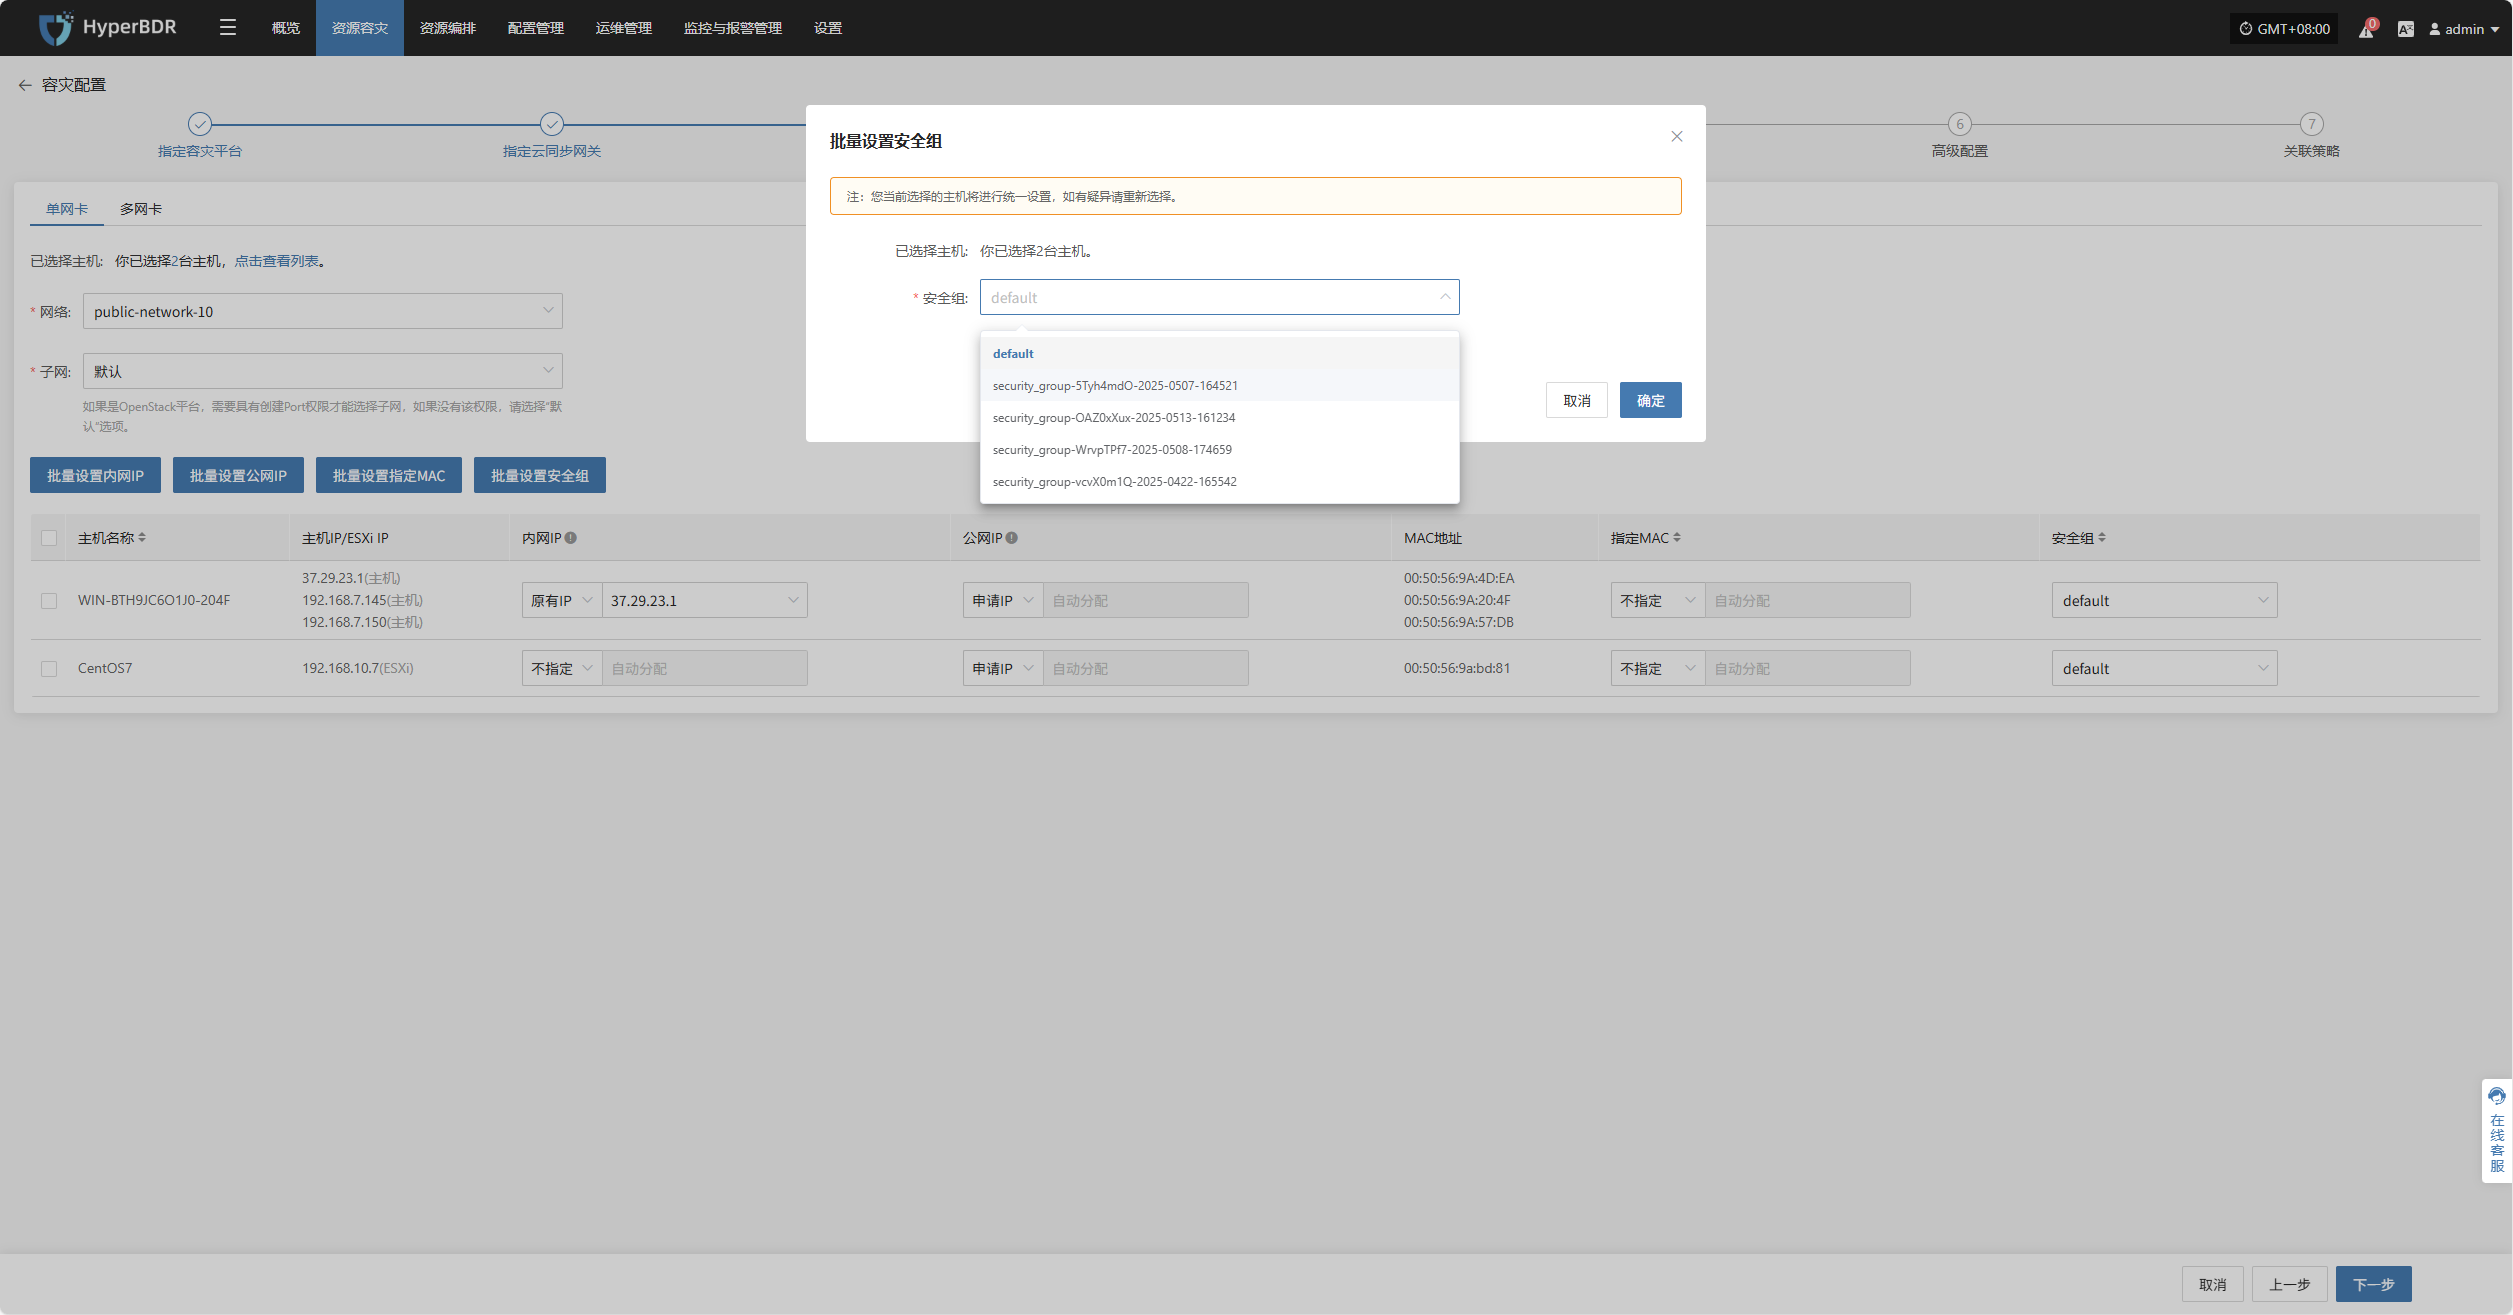 HyperBDR
概览 资源容灾 资源编排 配置管理 运维管理 监控与报警管理 设置
GMT+08:00 0 admin
容灾配置
指定容灾平台 指定云同步网关 6 高级配置 7 关联策略
批量设置安全组
注：您当前选择的主机将进行统一设置，如有疑异请重新选择。
已选择主机: 你已选择2台主机。
* 安全组: default
default
security_group-5Tyh4mdO-2025-0507-164521
security_group-OAZ0xXux-2025-0513-161234
security_group-WrvpTPf7-2025-0508-174659
security_group-vcvX0m1Q-2025-0422-165542
取消 确定
单网卡 多网卡
已选择主机: 你已选择2台主机，点击查看列表。
* 网络: public-network-10
* 子网: 默认
如果是OpenStack平台，需要具有创建Port权限才能选择子网，如果没有该权限，请选择“默
认”选项。
批量设置内网IP 批量设置公网IP 批量设置指定MAC 批量设置安全组
主机名称 主机IP/ESXi IP 内网IP 公网IP MAC地址 指定MAC 安全组
37.29.23.1(主机) 00:50:56:9A:4D:EA
WIN-BTH9JC6O1J0-204F 192.168.7.145(主机) 原有IP 37.29.23.1 申请IP 自动分配 00:50:56:9A:20:4F 不指定 自动分配 default
192.168.7.150(主机) 00:50:56:9A:57:DB
CentOS7 192.168.10.7(ESXi) 不指定 自动分配 申请IP 自动分配 00:50:56:9a:bd:81 不指定 自动分配 default
在线客服
取消 上一步 下一步